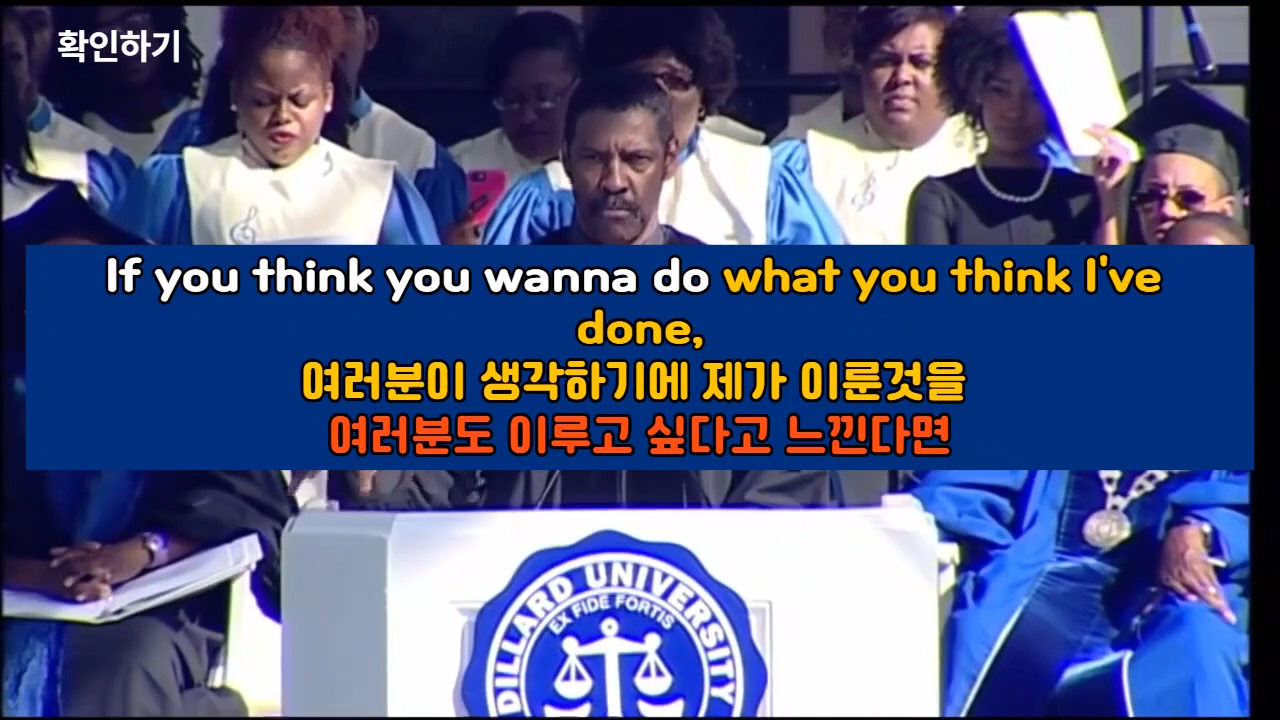 확인하기
If you think you wanna do what you think I've
done,
여러분이 생각하기에 제가 이룬것을
여러분도 이루고 싶다고 느낀다면
DILLARD UNIVERSITY
EX FIDE FORTIS